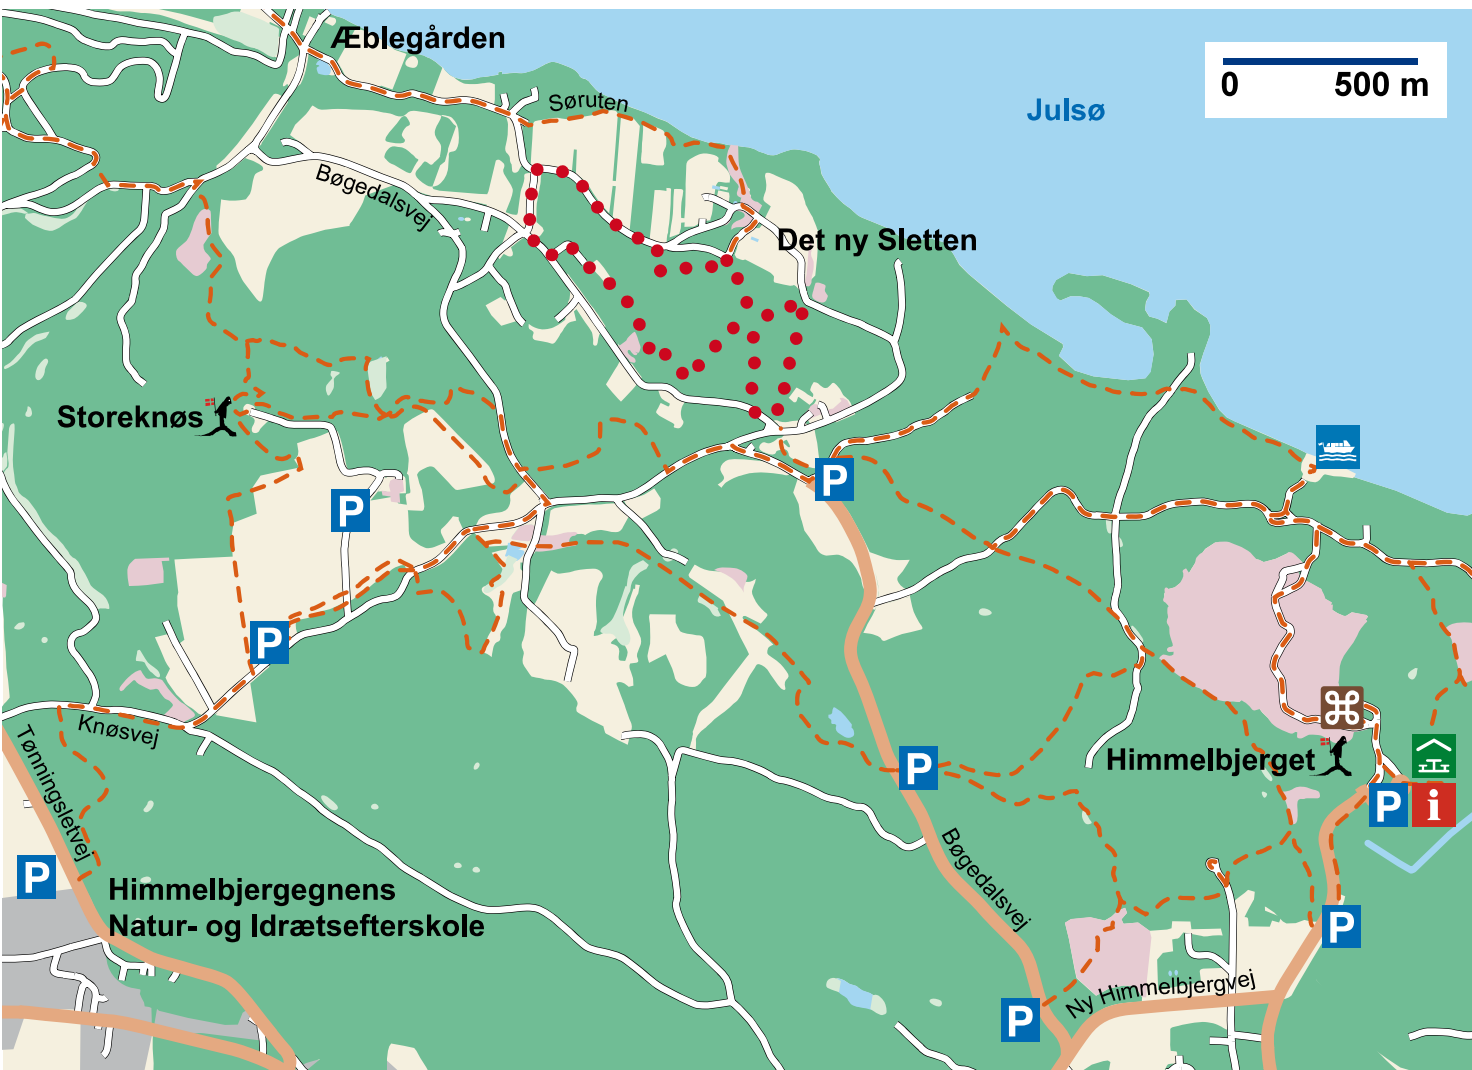 Æblegården
Søruten
Julsø
0 500 m
Bøgedalsvej
Det ny Sletten
Storeknøs
P
P
P
Knøsvej
Tønningsletvej
Himmelbjerget
P
P
i
P
Himmelbjergegnens
Natur- og Idrætsefterskole
Bøgedalsvej
P
Ny Himmelbjergvej
P